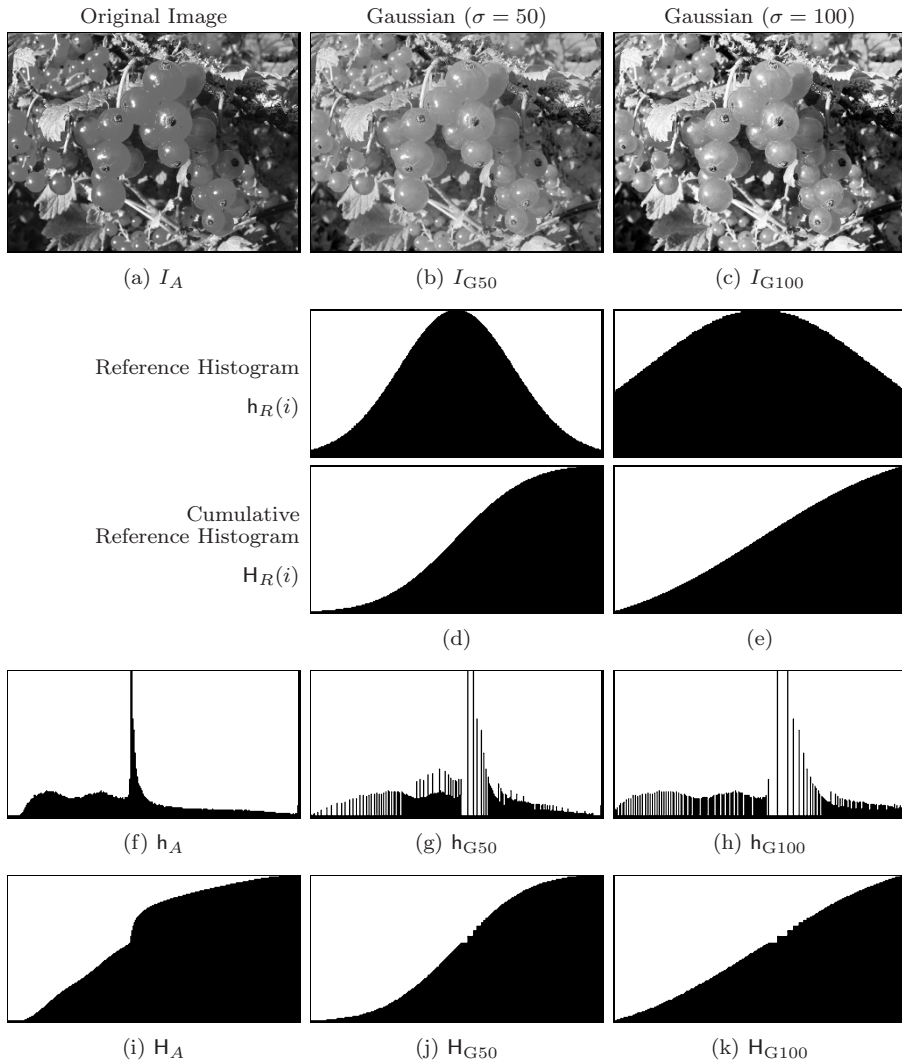 Original Image
Gaussian (σ = 50)
Gaussian (σ = 100)
(a) I_A
(b) I_G50
(c) I_G100
Reference Histogram
h_R(i)
Cumulative
Reference Histogram
H_R(i)
(d)
(e)
(f) h_A
(g) h_G50
(h) h_G100
(i) H_A
(j) H_G50
(k) H_G100